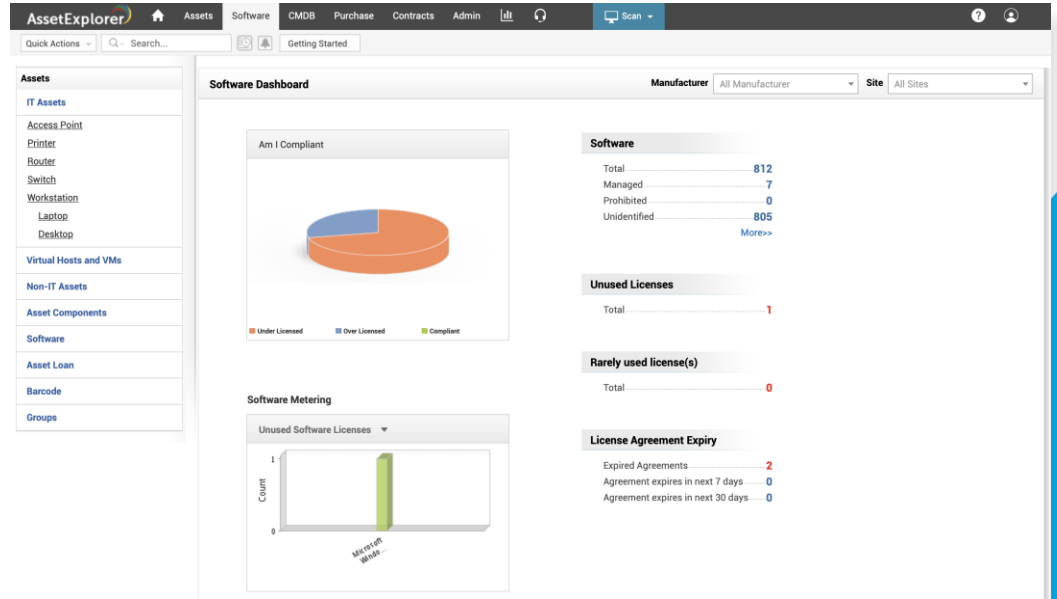 AssetExplorer Assets Software CMDB Purchase Contracts Admin Scan ?
Quick Actions Search... Getting Started
Assets
IT Assets
Access Point
Printer
Router
Switch
Workstation
Laptop
Desktop
Virtual Hosts and VMs
Non-IT Assets
Asset Components
Software
Asset Loan
Barcode
Groups
Software Dashboard Manufacturer All Manufacturer Site All Sites
Am I Compliant
Under Licensed Over Licensed Compliant
Software Metering
Unused Software Licenses
1
Count
0
Microsoft
Windo...
Software
Total 812
Managed 7
Prohibited 0
Unidentified 805
More>>
Unused Licenses
Total 1
Rarely used license(s)
Total 0
License Agreement Expiry
Expired Agreements 2
Agreement expires in next 7 days 0
Agreement expires in next 30 days 0